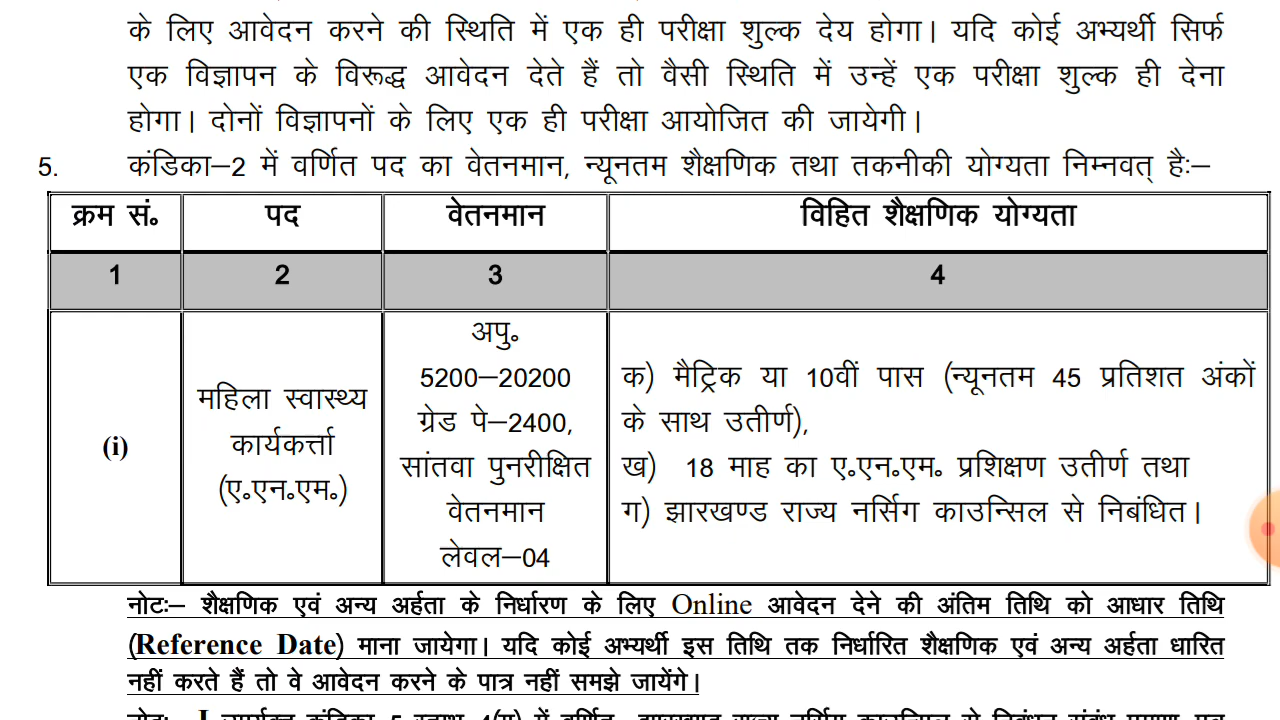 के लिए आवेदन करने की स्थिति में एक ही परीक्षा शुल्क देय होगा। यदि कोई अभ्यर्थी सिर्फ
एक विज्ञापन के विरूद्ध आवेदन देते हैं तो वैसी स्थिति में उन्हें एक परीक्षा शुल्क ही देना
होगा। दोनों विज्ञापनों के लिए एक ही परीक्षा आयोजित की जायेगी।
5. कंडिका–2 में वर्णित पद का वेतनमान, न्यूनतम शैक्षणिक तथा तकनीकी योग्यता निम्नवत् हैः–
क्रम सं॰ पद वेतनमान विहित शैक्षणिक योग्यता
1 2 3 4
(i)
महिला स्वास्थ्य
कार्यकर्त्ता
(ए॰एन॰एम॰)
अपु॰
5200–20200
ग्रेड पे–2400,
सांतवा पुनरीक्षित
वेतनमान
लेवल–04
क) मैट्रिक या 10वीं पास (न्यूनतम 45 प्रतिशत अंकों
के साथ उतीर्ण),
ख) 18 माह का ए॰एन॰एम॰ प्रशिक्षण उतीर्ण तथा
ग) झारखण्ड राज्य नर्सिग काउन्सिल से निबंधित।
नोटः– शैक्षणिक एवं अन्य अर्हता के निर्धारण के लिए Online आवेदन देने की अंतिम तिथि को आधार तिथि
(Reference Date) माना जायेगा। यदि कोई अभ्यर्थी इस तिथि तक निर्धारित शैक्षणिक एवं अन्य अर्हता धारित
नहीं करते हैं तो वे आवेदन करने के पात्र नहीं समझे जायेंगे।